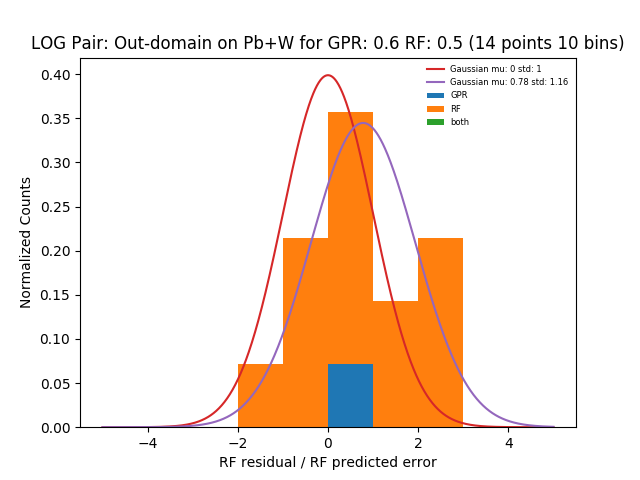 LOG Pair: Out-domain on Pb+W for GPR: 0.6 RF: 0.5 (14 points 10 bins)
Gaussian mu: 0 std: 1
Gaussian mu: 0.78 std: 1.16
GPR
RF
both
Normalized Counts
0.40
0.35
0.30
0.25
0.20
0.15
0.10
0.05
0.00
−4 −2 0 2 4
RF residual / RF predicted error